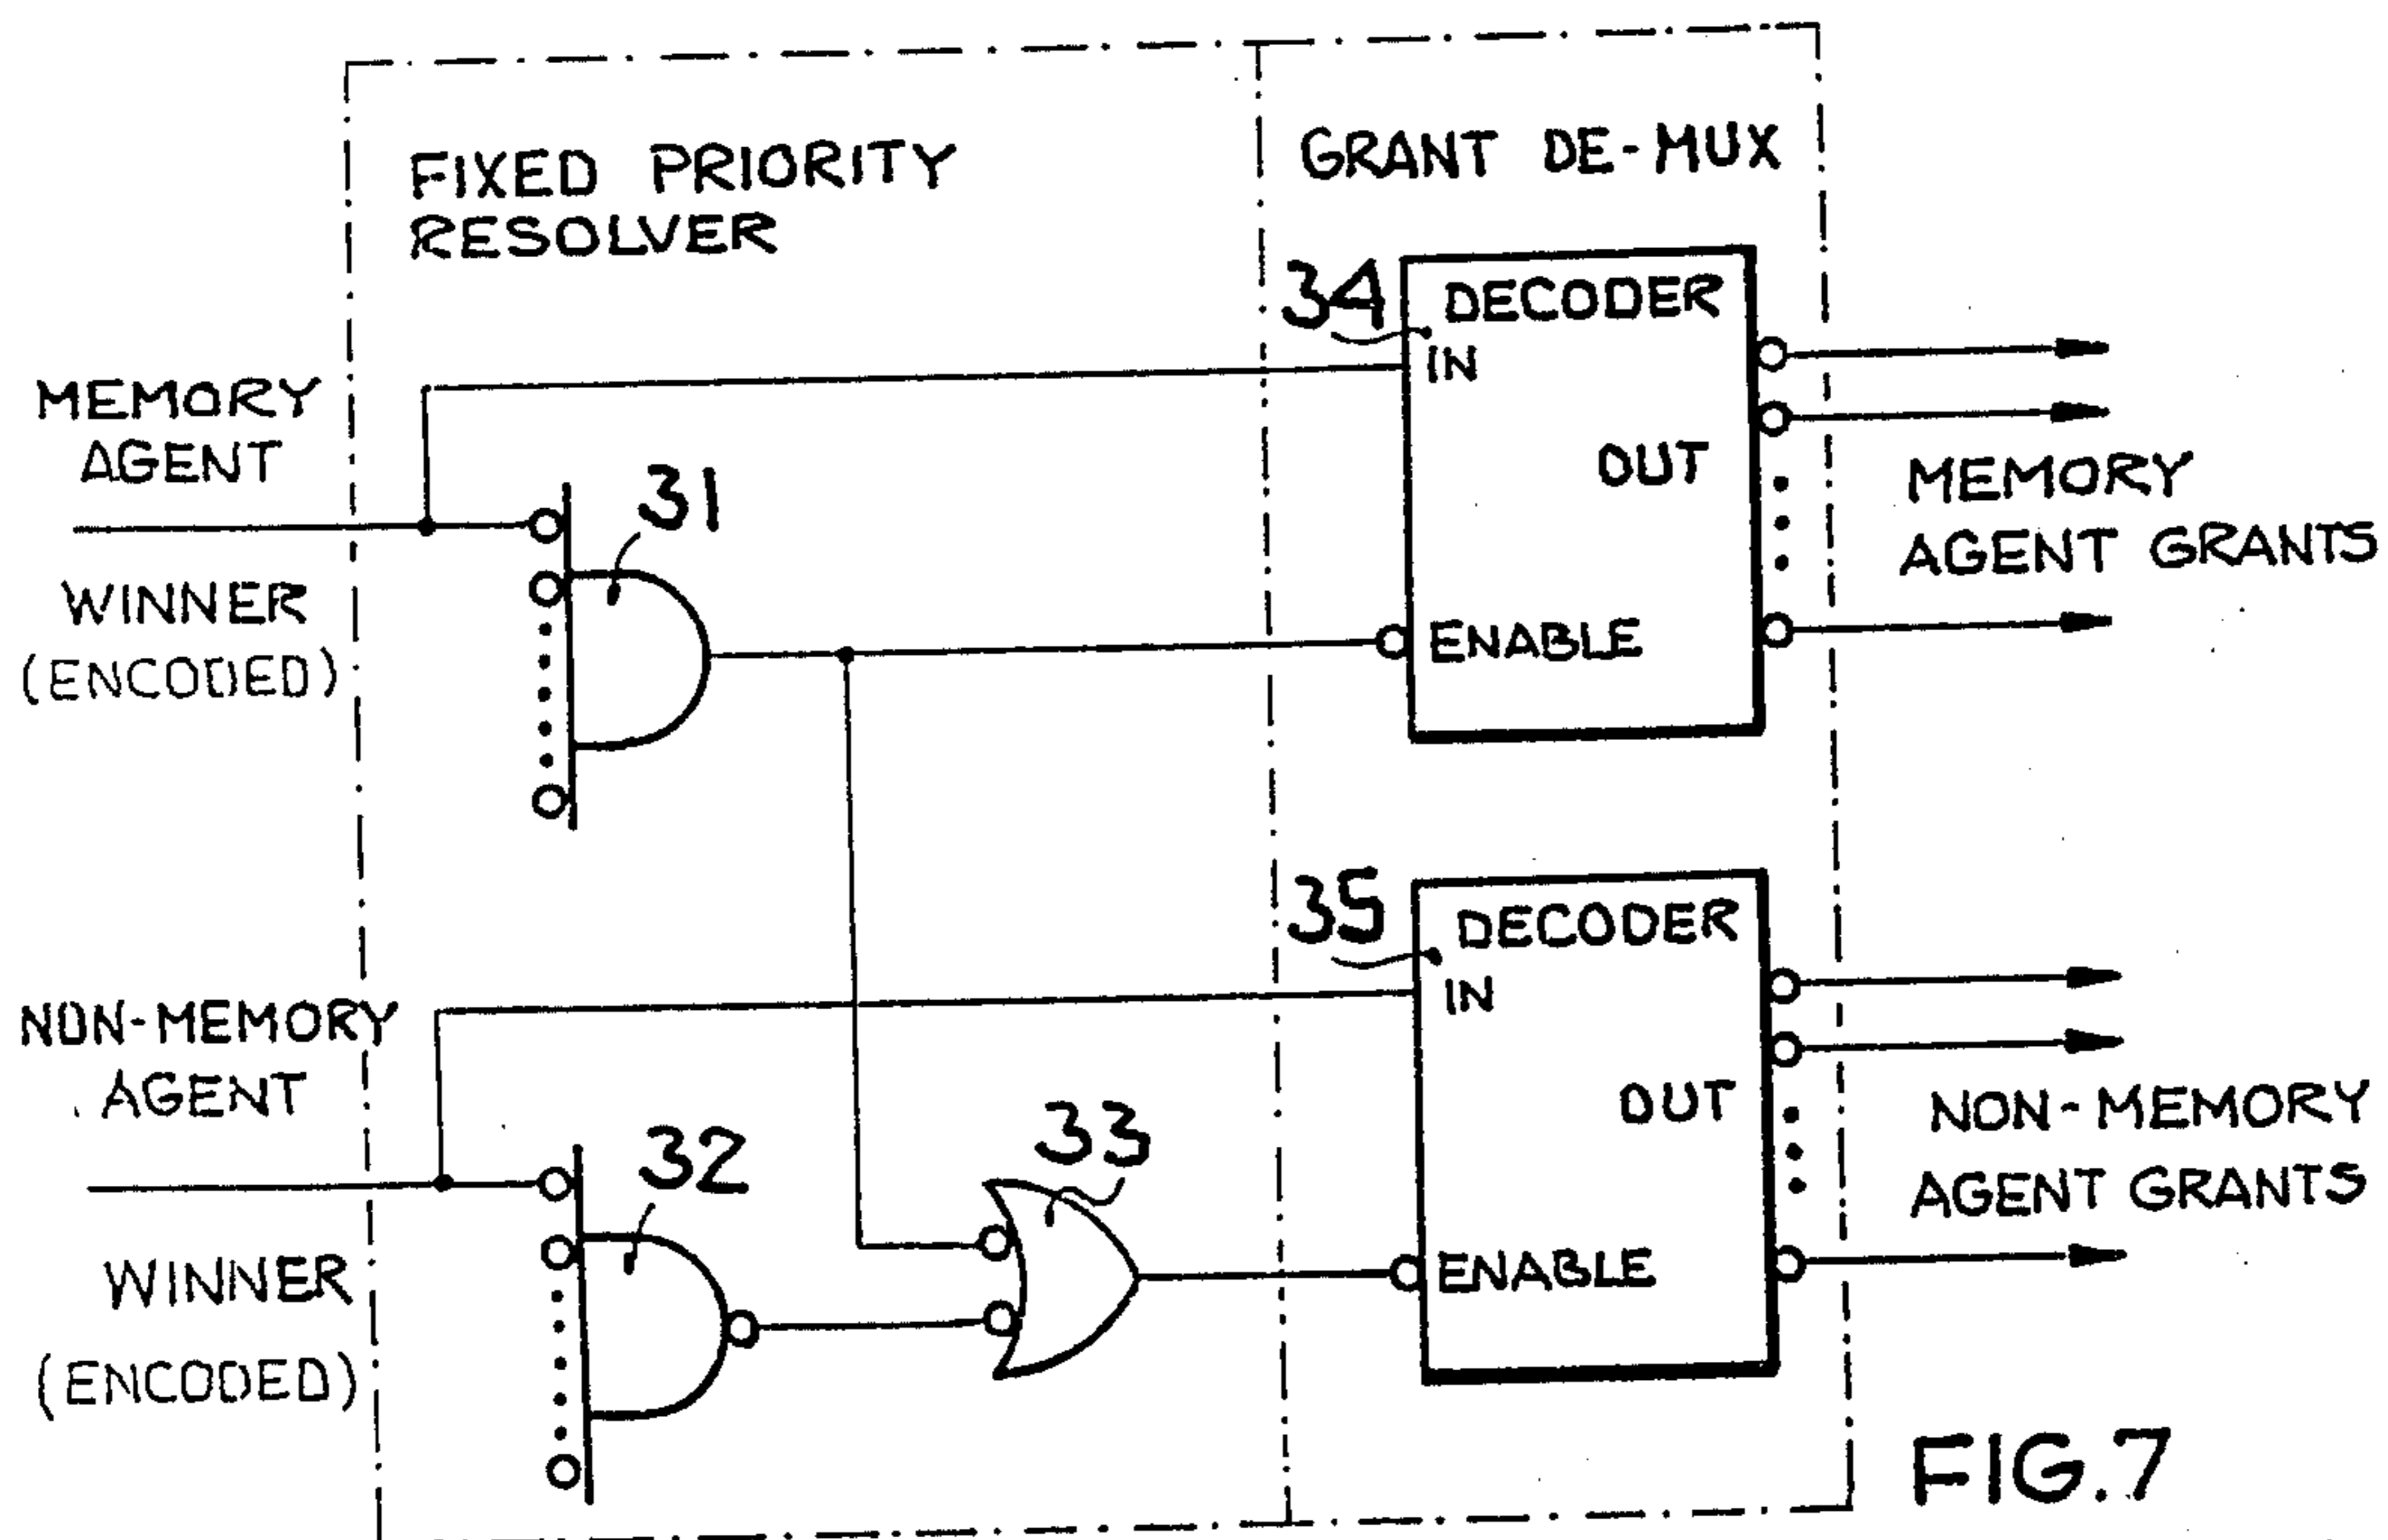 FIXED PRIORITY
RESOLVER
GRANT DE-MUX
34
DECODER
IN
OUT
ENABLE
MEMORY
AGENT
WINNER
(ENCODED)
31
MEMORY
AGENT GRANTS
35
DECODER
IN
OUT
ENABLE
NON-MEMORY
AGENT
WINNER
(ENCODED)
32
33
NON-MEMORY
AGENT GRANTS
FIG.7